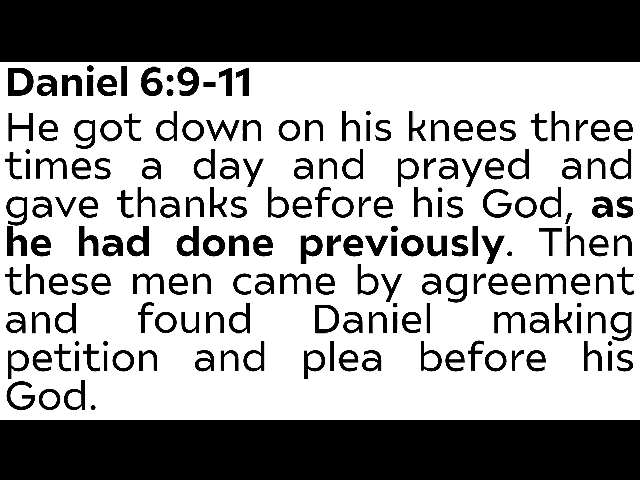 Daniel 6:9-11
He got down on his knees three
times a day and prayed and
gave thanks before his God, as
he had done previously. Then
these men came by agreement
and found Daniel making
petition and plea before his
God.